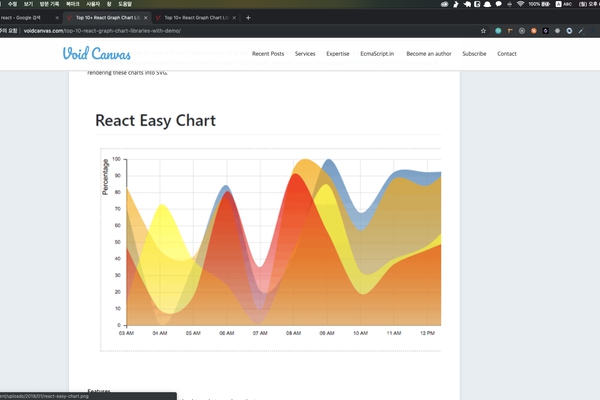 수정 보기 방문 기록 북마크 사용자 창 도움말
100%
ABC
react - Google 검색
Top 10+ React Graph Chart Lib
Top 10+ React Graph Chart Li
주의 요함 voidcanvas.com/top-10-react-graph-chart-libraries-with-demo/
Void Canvas
Recent Posts Services Expertise EcmaScript.in Become an author Subscribe Contact
rendering these charts into SVG.
React Easy Chart
Percentage
100
90
80
70
60
50
40
30
20
10
0
03 AM 04 AM 05 AM 06 AM 07 AM 08 AM 09 AM 10 AM 11 AM 12 PM
Features
ent/uploads/2018/01/react-easy-chart.png